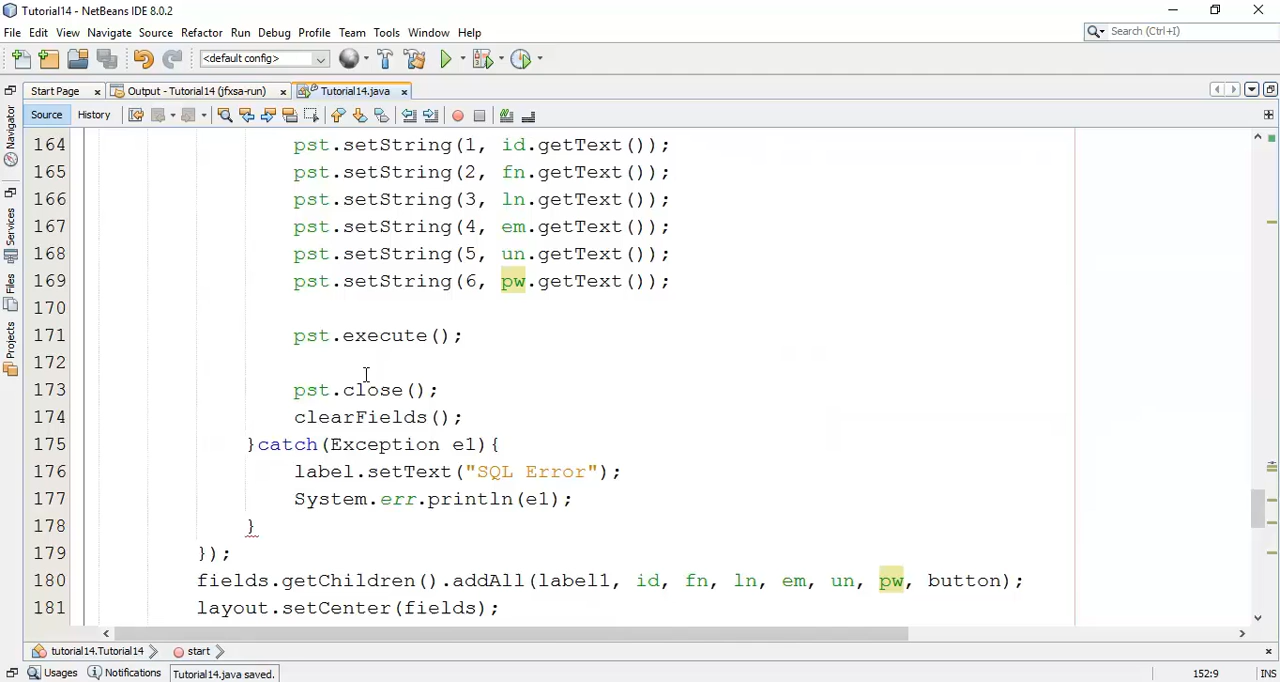 Tutorial14 - NetBeans IDE 8.0.2
File Edit View Navigate Source Refactor Run Debug Profile Team Tools Window Help
Search (Ctrl+I)
<default config>
Start Page Output - Tutorial14 (jfxsa-run) Tutorial14.java
Source History
Navigator
Services
Files
Projects
164 pst.setString(1, id.getText());
165 pst.setString(2, fn.getText());
166 pst.setString(3, ln.getText());
167 pst.setString(4, em.getText());
168 pst.setString(5, un.getText());
169 pst.setString(6, pw.getText());
170
171 pst.execute();
172
173 pst.close();
174 clearFields();
175 }catch(Exception e1){
176 label.setText("SQL Error");
177 System.err.println(e1);
178 }
179 });
180 fields.getChildren().addAll(label1, id, fn, ln, em, un, pw, button);
181 layout.setCenter(fields);
tutorial14.Tutorial14 start
Usages Notifications Tutorial14.java saved. 152:9 INS